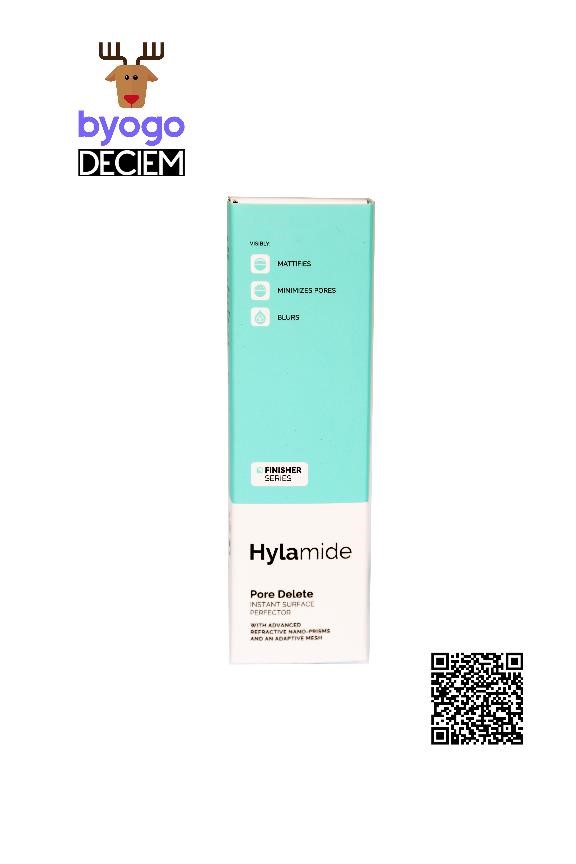 byogo
DECIEM
VISIBLY:
MATTIFIES
MINIMIZES PORES
BLURS
FINISHER
SERIES
Hylamide
Pore Delete
INSTANT SURFACE
PERFECTOR
WITH ADVANCED
REFRACTIVE NANO-PRISMS
AND AN ADAPTIVE MESH